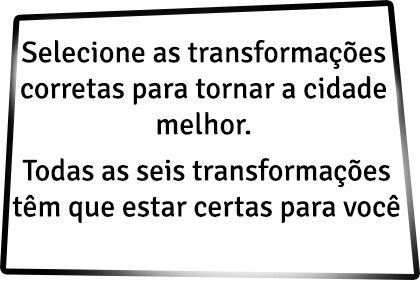 Selecione as transformações
corretas para tornar a cidade
melhor.
Todas as seis transformações
têm que estar certas para você